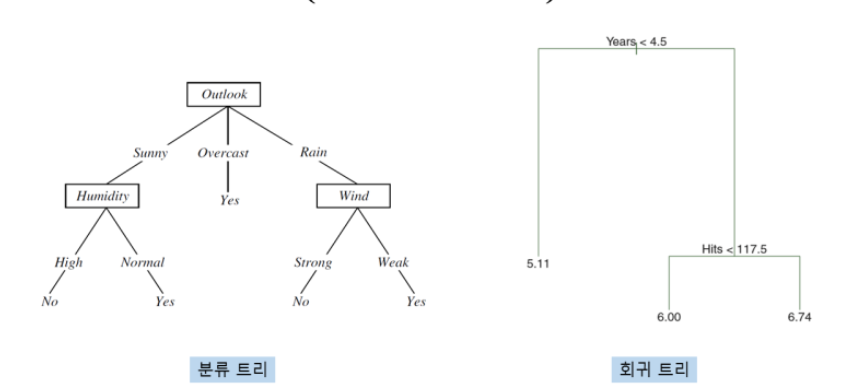 Years < 4.5
Outlook
Sunny Overcast Rain
Humidity Yes Wind
Hits < 117.5
High Normal Strong Weak 5.11
No Yes No Yes
6.00 6.74
분류 트리 회귀 트리